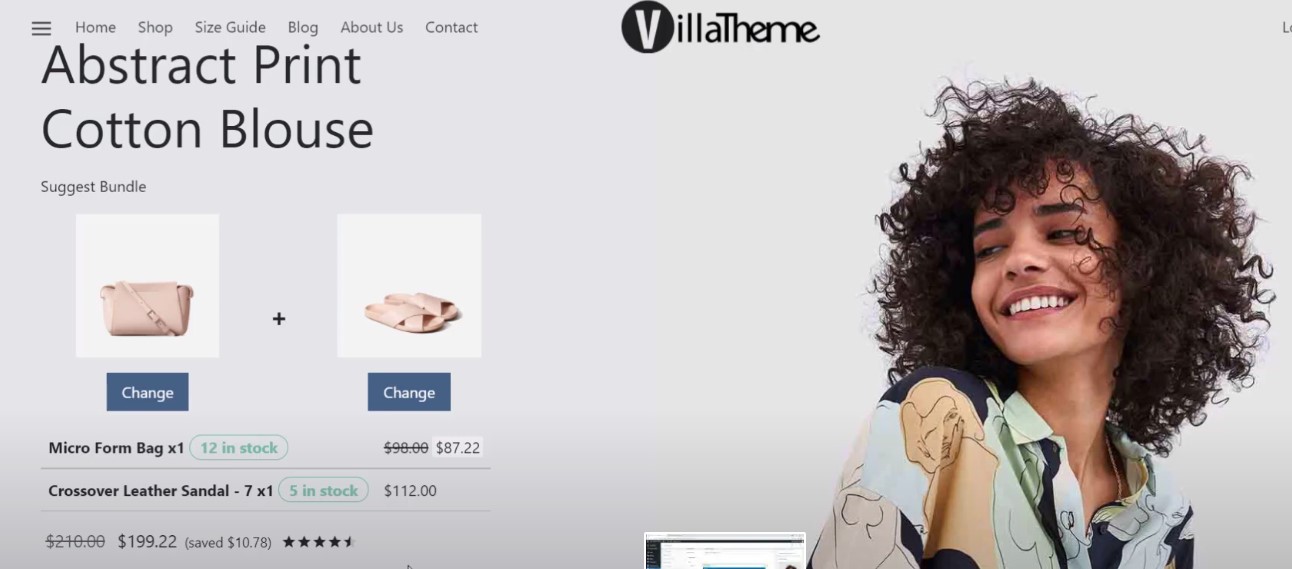 Home Shop Size Guide Blog About Us Contact
VillaTheme
Abstract Print
Cotton Blouse
Suggest Bundle
+
Change Change
Micro Form Bag x1 12 in stock $98.00 $87.22
Crossover Leather Sandal - 7 x1 5 in stock $112.00
$210.00 $199.22 (saved $10.78)